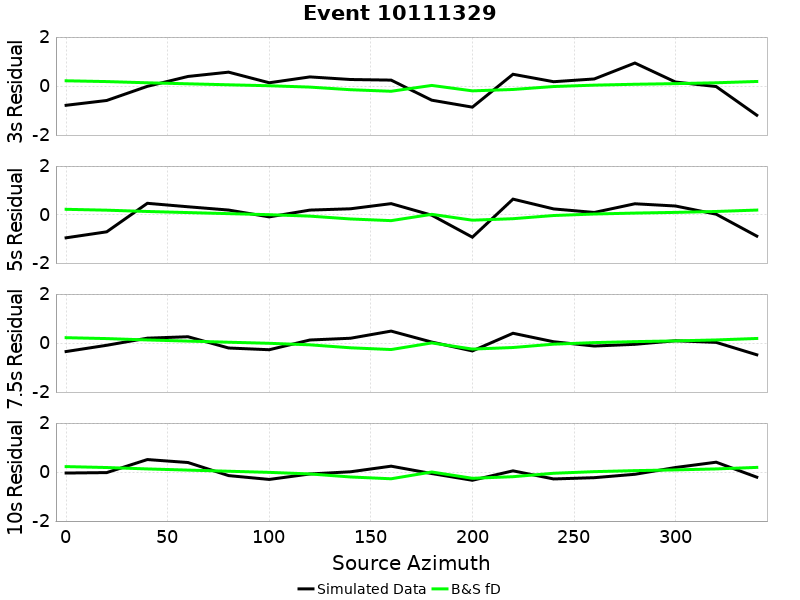 Event 10111329
3s Residual
2
0
-2
5s Residual
2
0
-2
7.5s Residual
2
0
-2
10s Residual
2
0
-2
0 50 100 150 200 250 300
Source Azimuth
Simulated Data B&S fD